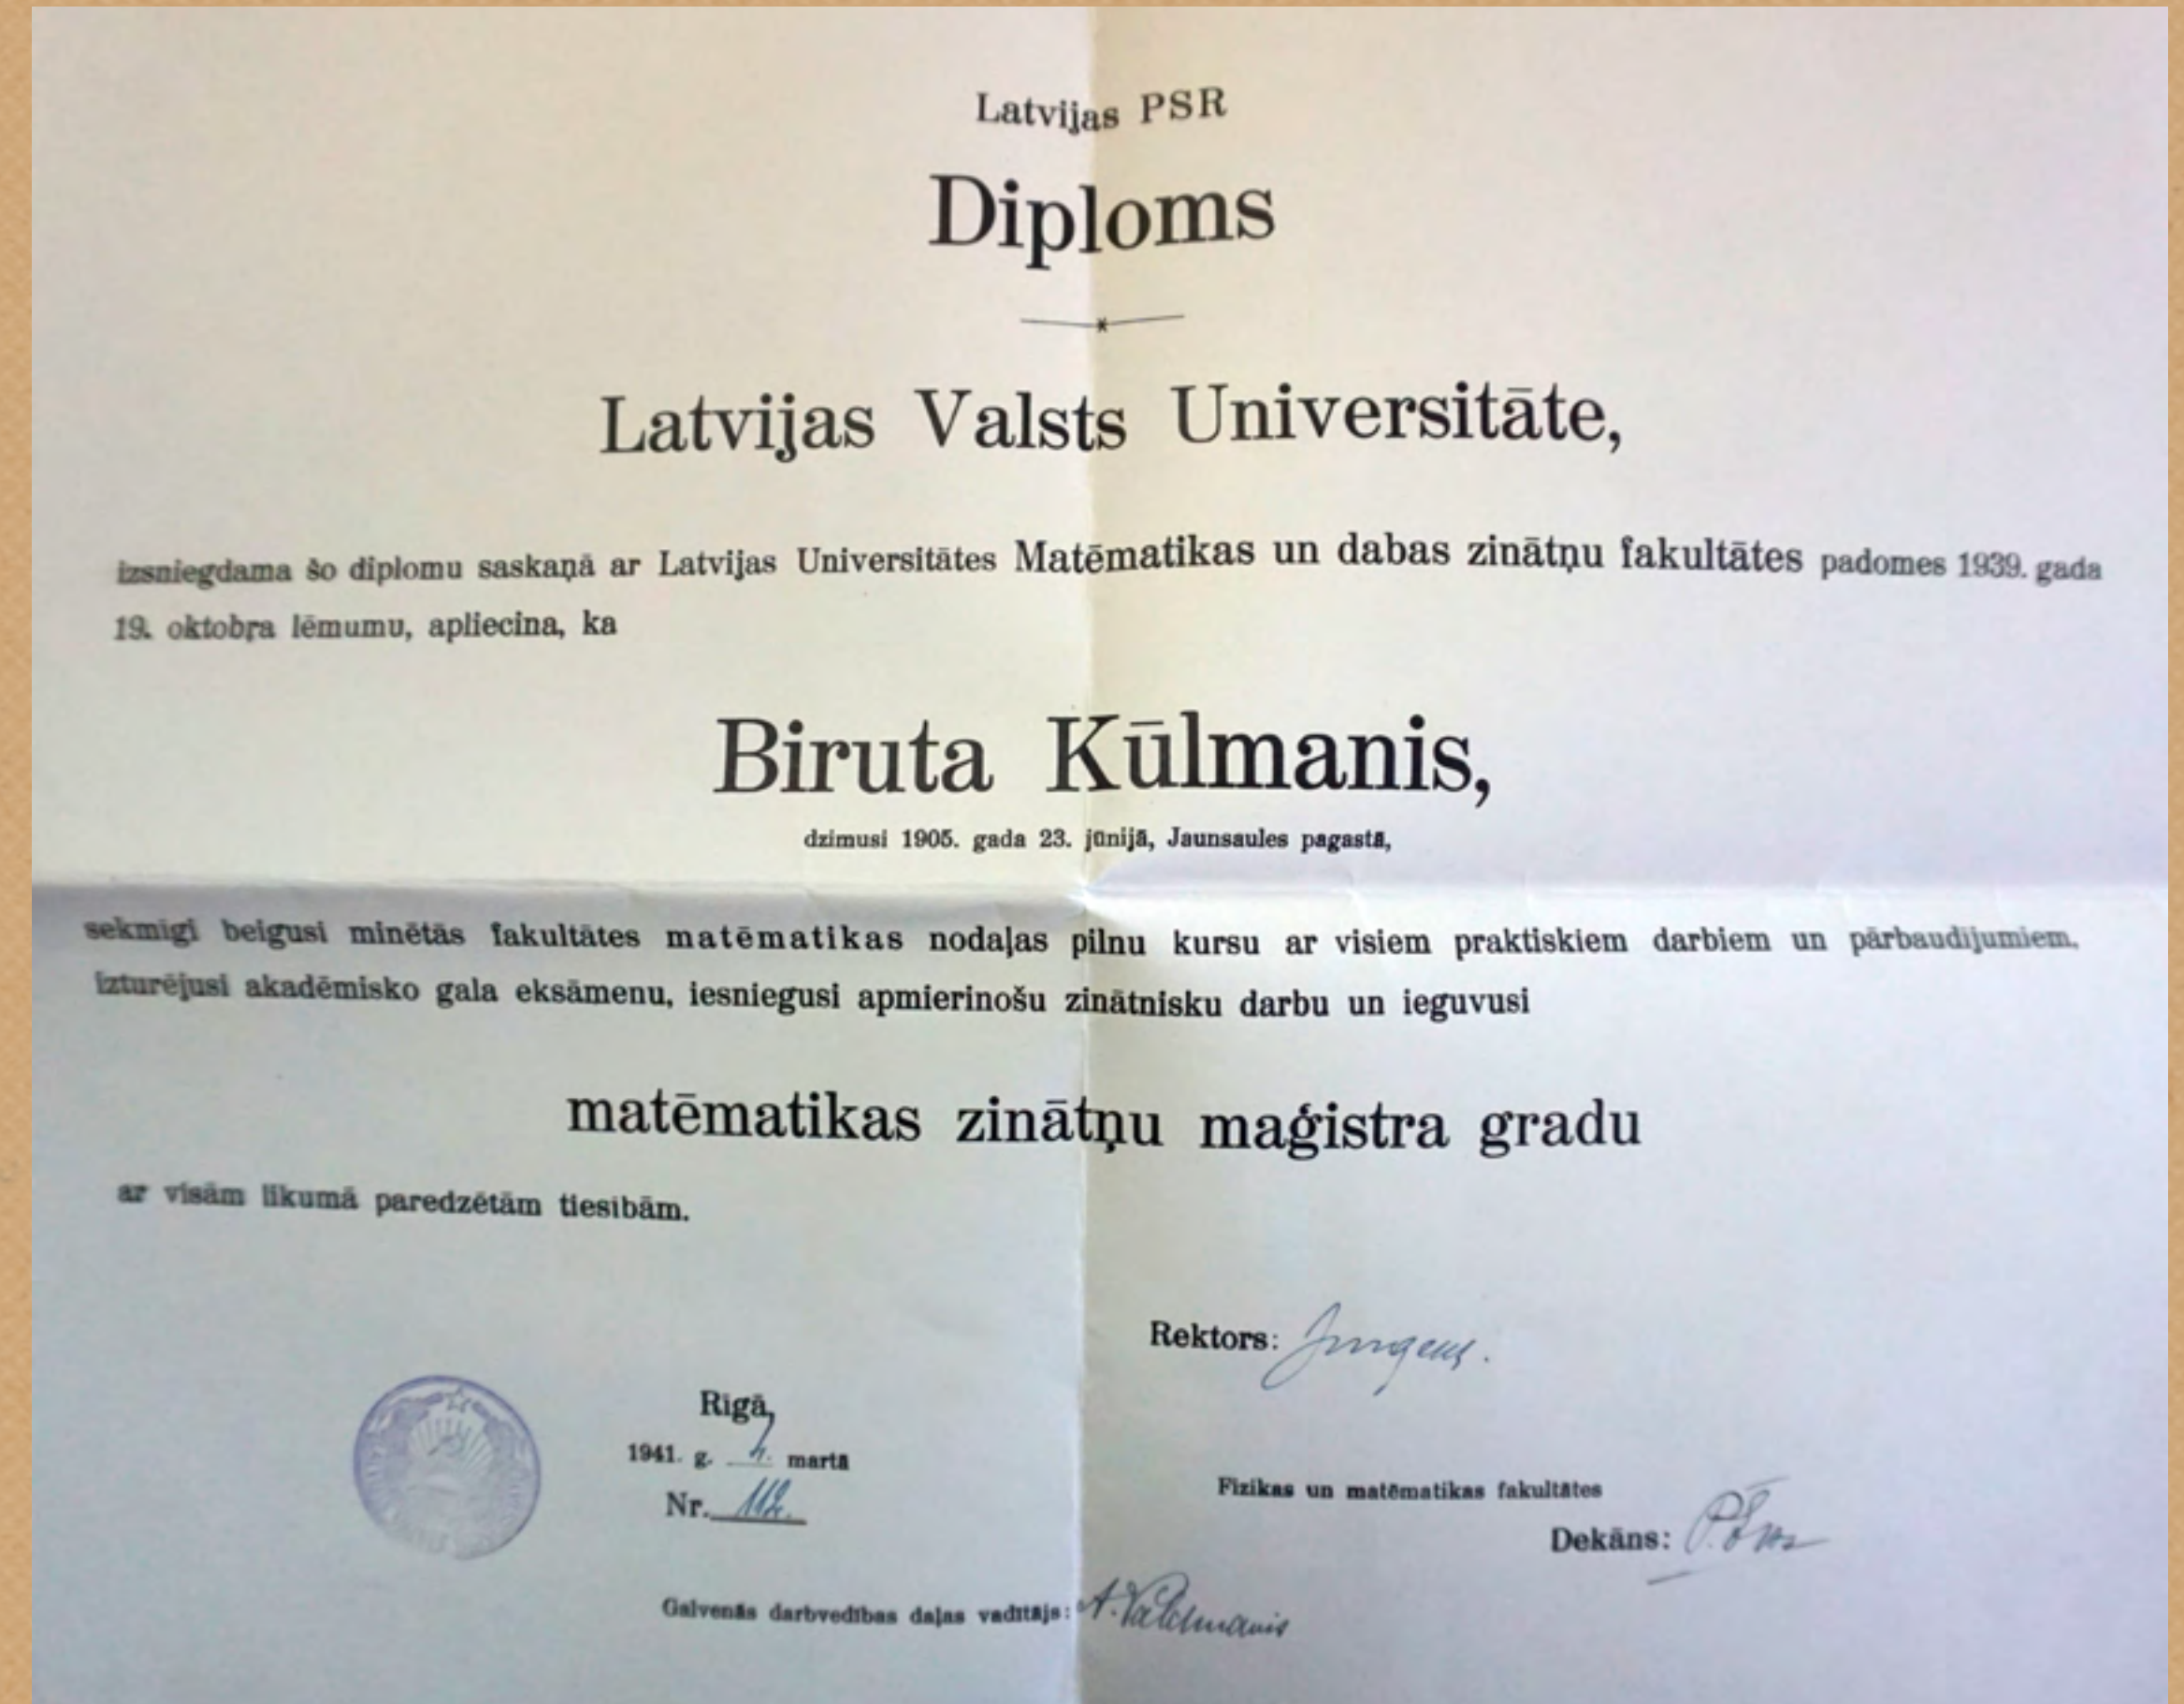 Latvijas PSR
Diploms
Latvijas Valsts Universitāte,
izsniegdama šo diplomu saskaņā ar Latvijas Universitātes Matēmatikas un dabas zinātņu fakultātes padomes 1939. gada
19. oktobŗa lēmumu, apliecina, ka
Biruta Kūlmanis,
dzimusi 1905. gada 23. jūnijā, Jaunsaules pagastā,
sekmīgi beigusi minētās fakultātes matēmatikas nodaļas pilnu kursu ar visiem praktiskiem darbiem un pārbaudījumiem,
izturējusi akadēmisko gala eksāmenu, iesniegusi apmierinošu zinātnisku darbu un ieguvusi
matēmatikas zinātņu maģistra gradu
ar visām likumā paredzētām tiesībām.
Rektors:
Rīgā,
1941. g. martā
Nr. 112.
Fizikas un matēmatikas fakultātes
Dekāns:
Galvenās darbvedības daļas vadītājs: A. Valdmanis